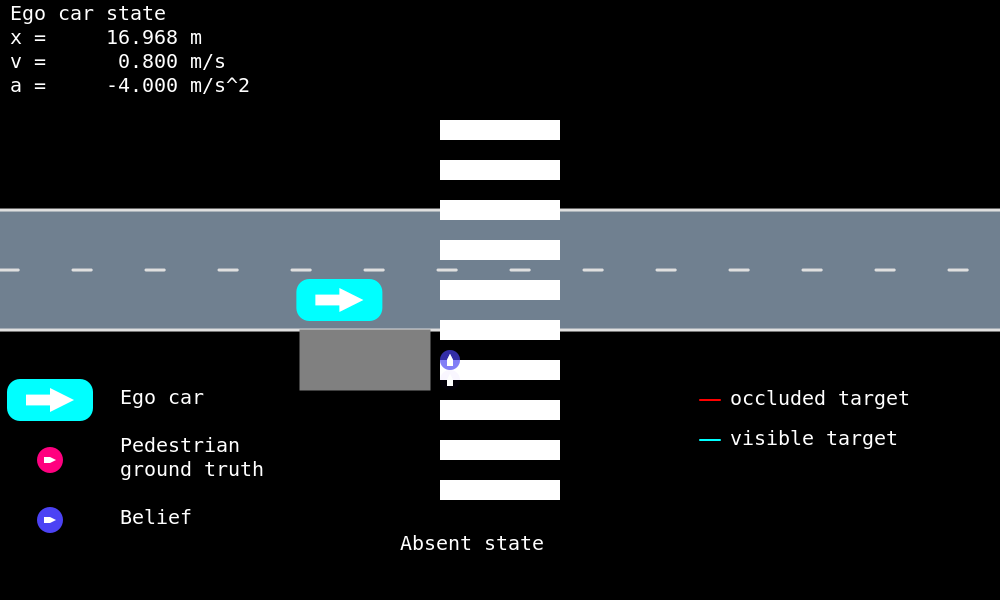 Ego car state
x =     16.968 m
v =      0.800 m/s
a =     -4.000 m/s^2
Ego car
Pedestrian
ground truth
Belief
occluded target
visible target
Absent state